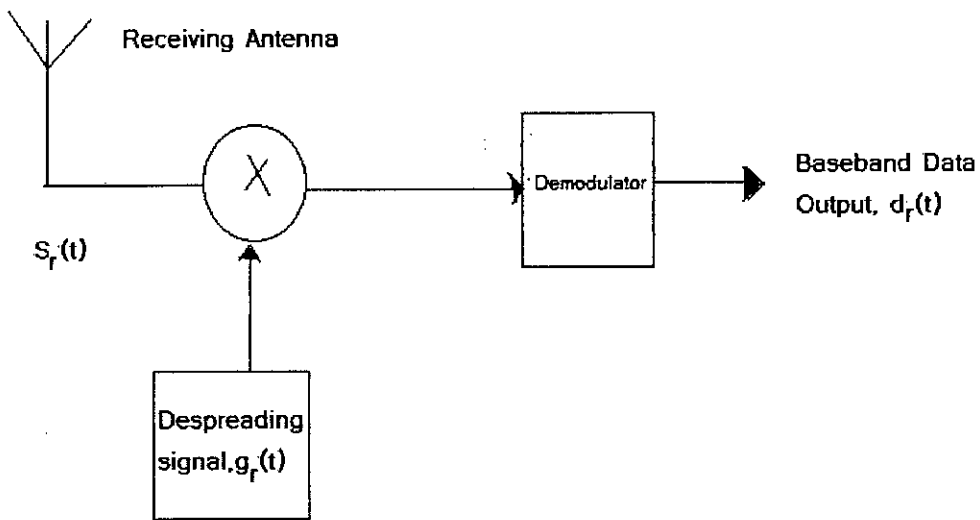 Receiving Antenna
X
Demodulator
Baseband Data
Output, d_r(t)
S_r(t)
Despreading
signal,g_r(t)